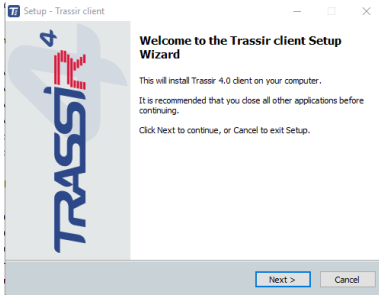 Setup - Trassir client
Welcome to the Trassir client Setup
Wizard
This will install Trassir 4.0 client on your computer.
It is recommended that you close all other applications before
continuing.
Click Next to continue, or Cancel to exit Setup.
TRASSIR
4
Next >
Cancel